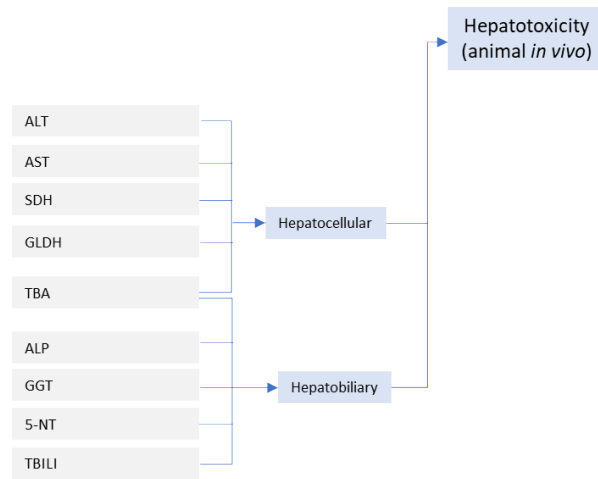 Hepatotoxicity
(animal in vivo)
ALT
AST
SDH
Hepatocellular
GLDH
TBA
ALP
GGT
Hepatobiliary
5-NT
TBILI